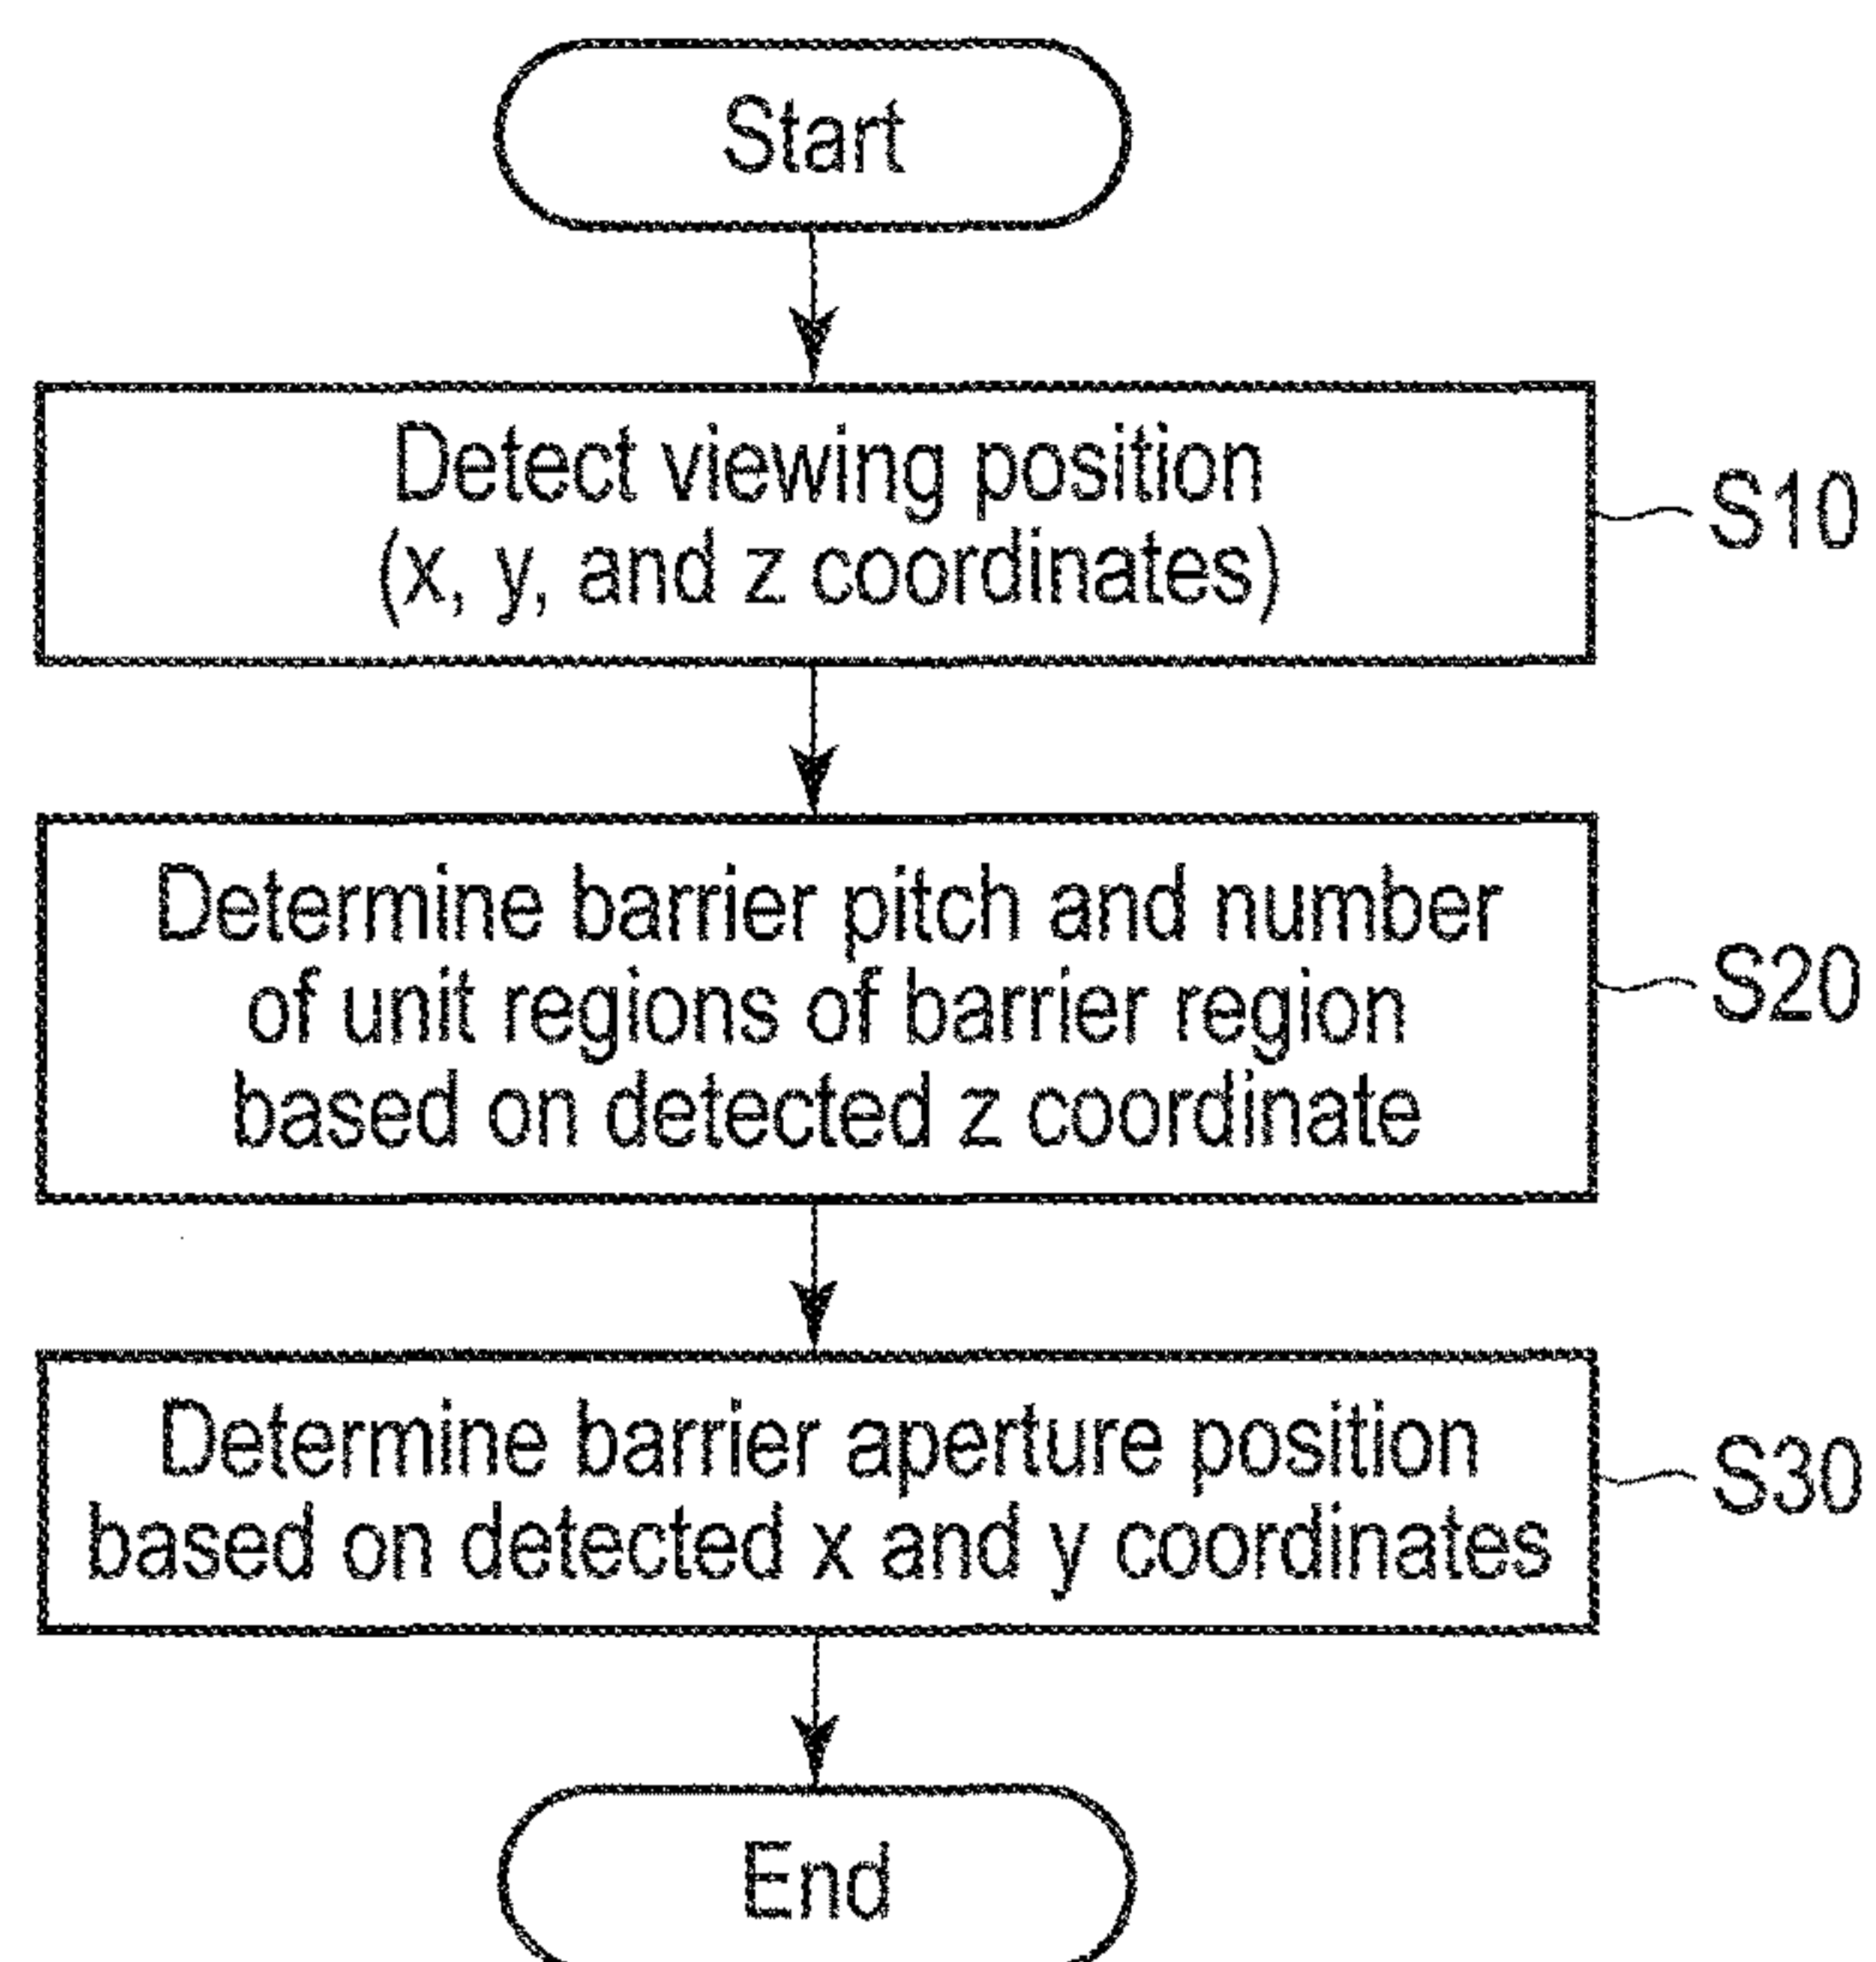 Start
Detect viewing position
(x, y, and z coordinates)
S10
Determine barrier pitch and number
of unit regions of barrier region
based on detected z coordinate
S20
Determine barrier aperture position
based on detected x and y coordinates
S30
End